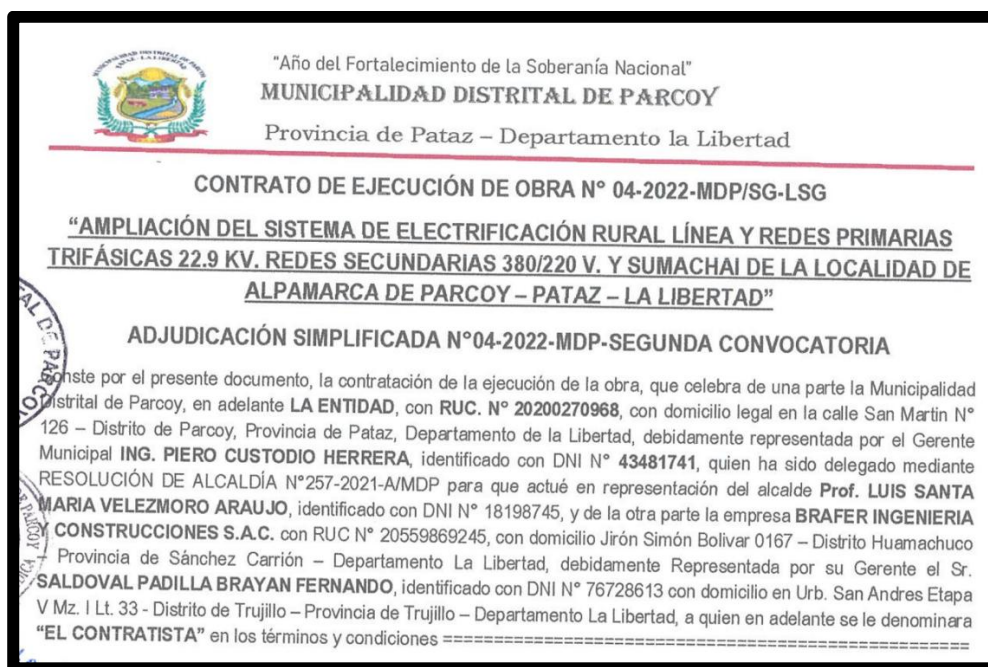 "Año del Fortalecimiento de la Soberanía Nacional"
MUNICIPALIDAD DISTRITAL DE PARCOY
Provincia de Pataz – Departamento la Libertad
CONTRATO DE EJECUCIÓN DE OBRA N° 04-2022-MDP/SG-LSG
"AMPLIACIÓN DEL SISTEMA DE ELECTRIFICACIÓN RURAL LÍNEA Y REDES PRIMARIAS
TRIFÁSICAS 22.9 KV. REDES SECUNDARIAS 380/220 V. Y SUMACHAI DE LA LOCALIDAD DE
ALPAMARCA DE PARCOY – PATAZ – LA LIBERTAD"
ADJUDICACIÓN SIMPLIFICADA N°04-2022-MDP-SEGUNDA CONVOCATORIA
Conste por el presente documento, la contratación de la ejecución de la obra, que celebra de una parte la Municipalidad
Distrital de Parcoy, en adelante LA ENTIDAD, con RUC. N° 20200270968, con domicilio legal en la calle San Martin N°
126 – Distrito de Parcoy, Provincia de Pataz, Departamento de la Libertad, debidamente representada por el Gerente
Municipal ING. PIERO CUSTODIO HERRERA, identificado con DNI N° 43481741, quien ha sido delegado mediante
RESOLUCIÓN DE ALCALDÍA N°257-2021-A/MDP para que actué en representación del alcalde Prof. LUIS SANTA
MARIA VELEZMORO ARAUJO, identificado con DNI N° 18198745, y de la otra parte la empresa BRAFER INGENIERIA
Y CONSTRUCCIONES S.A.C. con RUC N° 20559869245, con domicilio Jirón Simón Bolivar 0167 – Distrito Huamachuco
– Provincia de Sánchez Carrión – Departamento La Libertad, debidamente Representada por su Gerente el Sr.
SALDOVAL PADILLA BRAYAN FERNANDO, identificado con DNI N° 76728613 con domicilio en Urb. San Andres Etapa
V Mz. I Lt. 33 - Distrito de Trujillo – Provincia de Trujillo – Departamento La Libertad, a quien en adelante se le denominara
"EL CONTRATISTA" en los términos y condiciones ===================================================